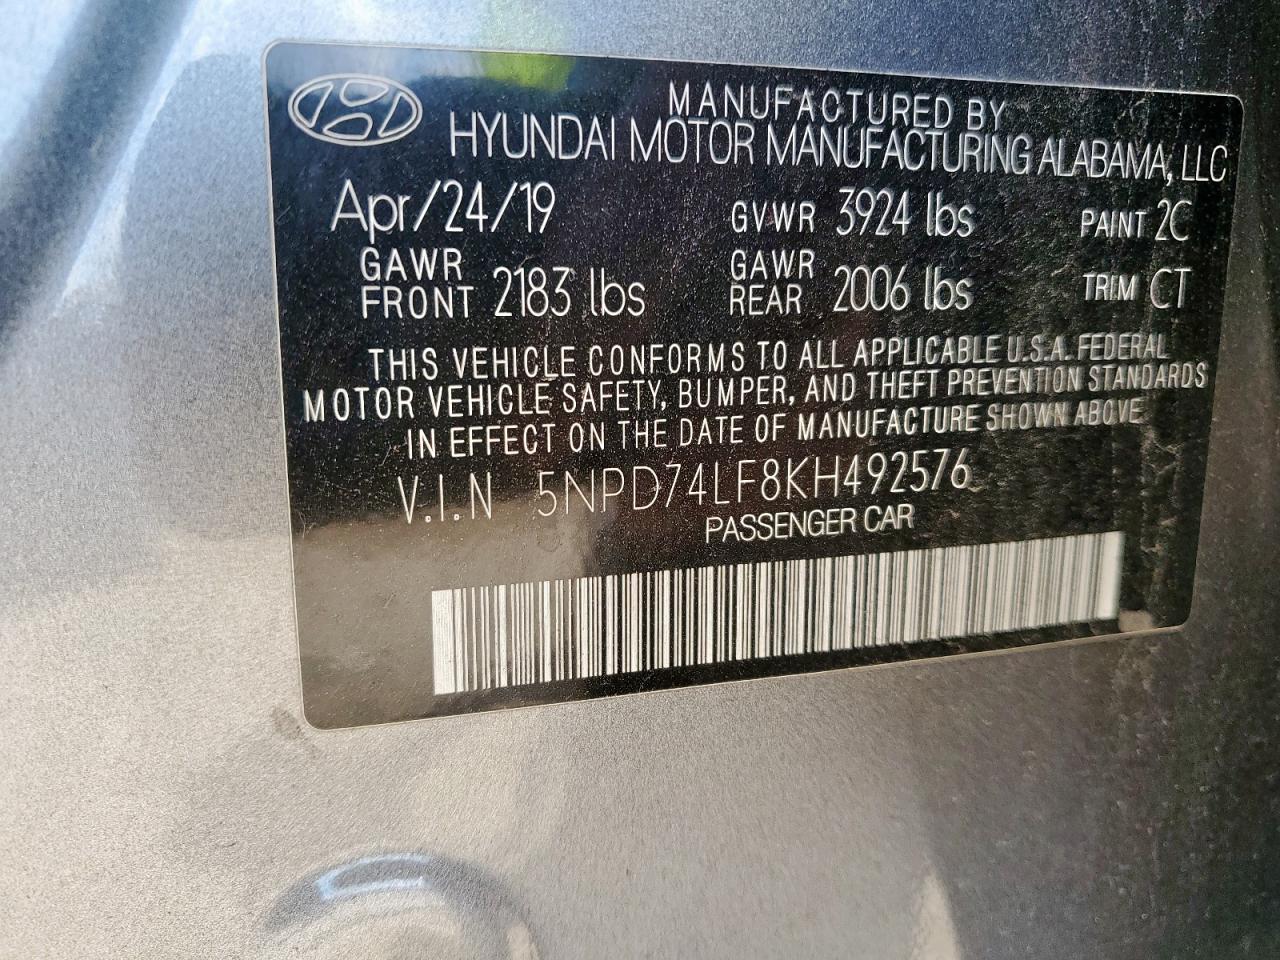 MANUFACTURED BY
HYUNDAI MOTOR MANUFACTURING ALABAMA, LLC
Apr/24/19 GVWR 3924 lbs PAINT 2C
GAWR FRONT 2183 lbs GAWR REAR 2006 lbs TRIM CT
THIS VEHICLE CONFORMS TO ALL APPLICABLE U.S.A. FEDERAL
MOTOR VEHICLE SAFETY, BUMPER, AND THEFT PREVENTION STANDARDS
IN EFFECT ON THE DATE OF MANUFACTURE SHOWN ABOVE
V.I.N 5NPD74LF8KH492576
PASSENGER CAR